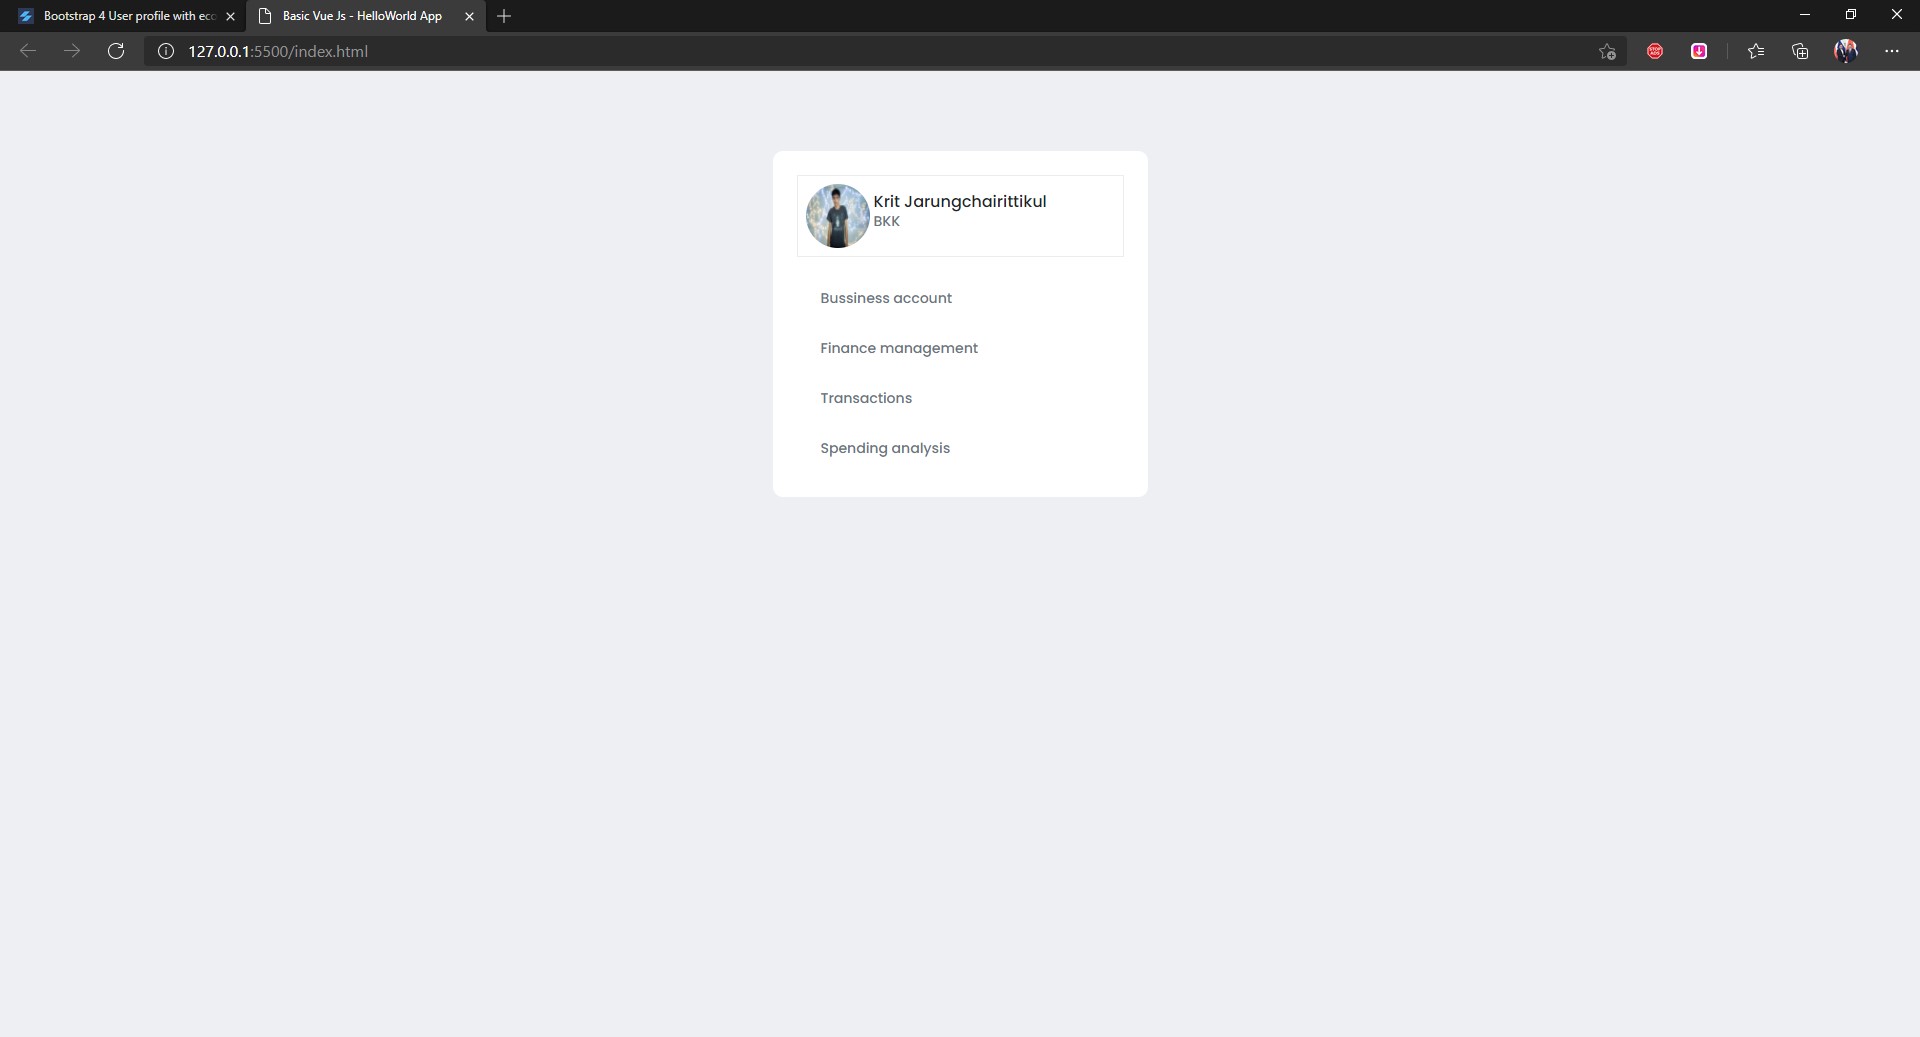 Bootstrap 4 User profile with eco
Basic Vue Js - HelloWorld App
127.0.0.1:5500/index.html
Krit Jarungchairittikul
BKK
Bussiness account
Finance management
Transactions
Spending analysis